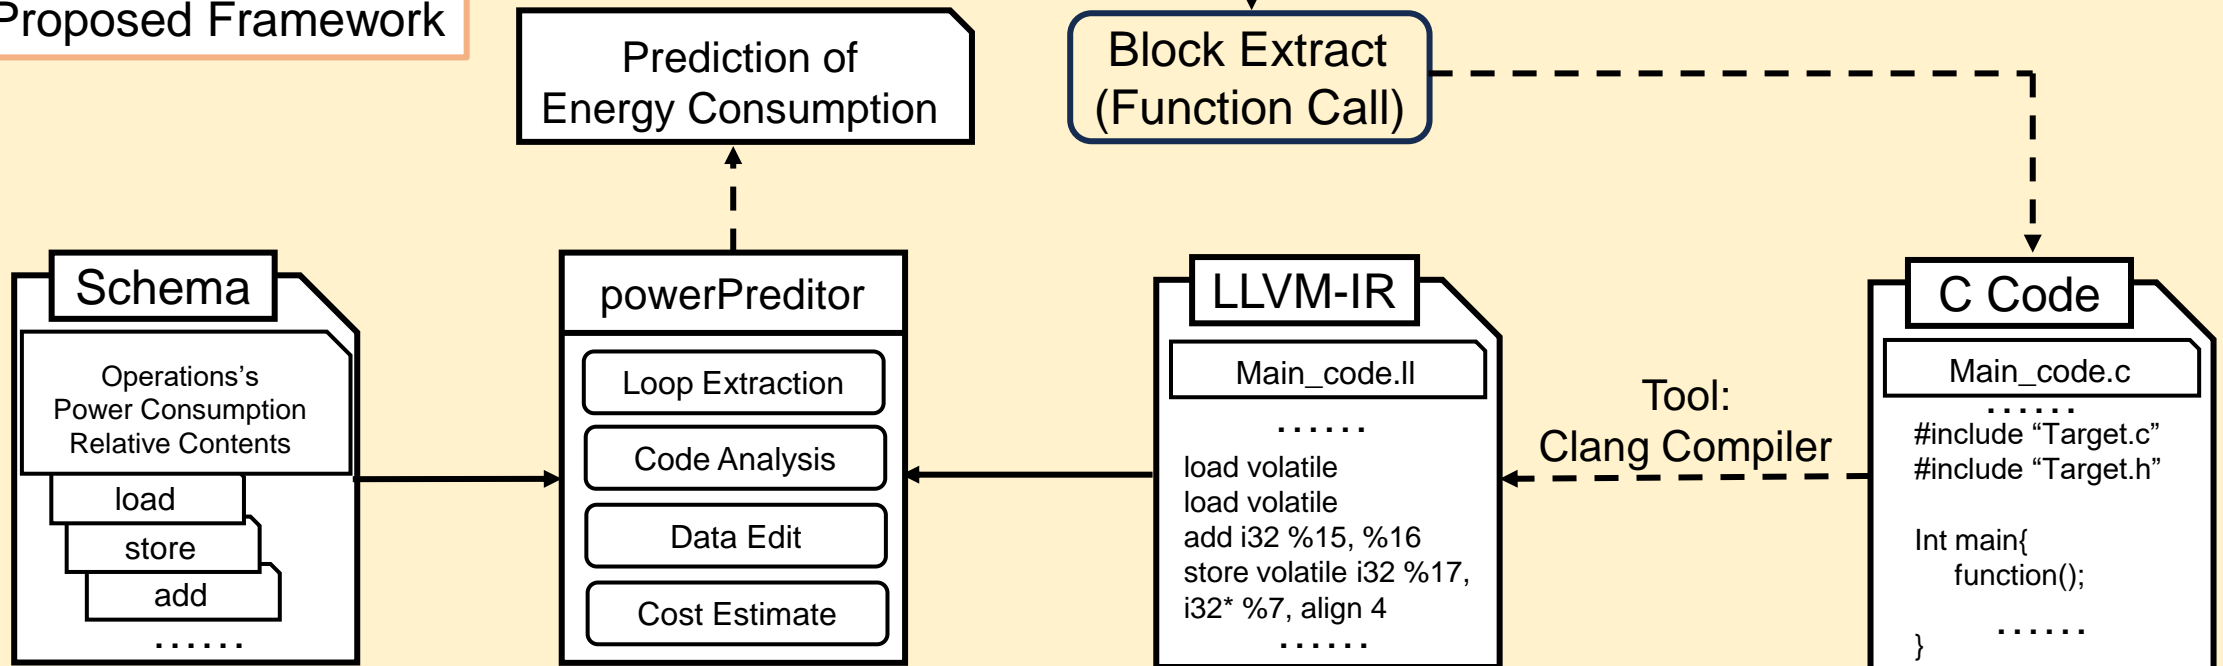 Proposed Framework
Prediction of
Energy Consumption
Block Extract
(Function Call)
Schema
Operations's
Power Consumption
Relative Contents
load
store
add
......
powerPreditor
Loop Extraction
Code Analysis
Data Edit
Cost Estimate
LLVM-IR
Main_code.ll
......
load volatile
load volatile
add i32 %15, %16
store volatile i32 %17,
i32* %7, align 4
......
Tool:
Clang Compiler
C Code
Main_code.c
......
#include “Target.c”
#include “Target.h”
Int main{
function();
......
}